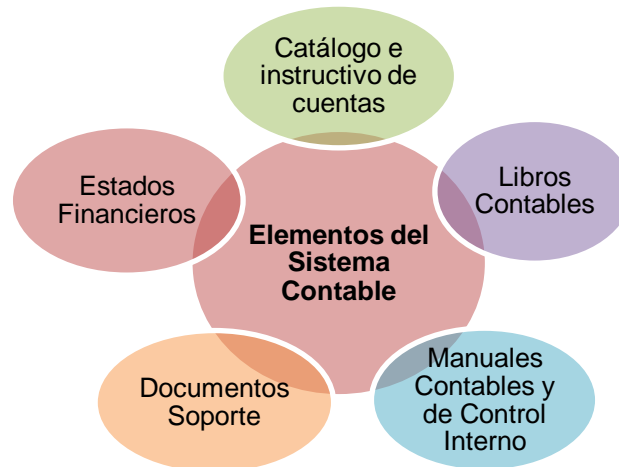 Catálogo e
instructivo de
cuentas
Estados
Financieros
Libros
Contables
Elementos del
Sistema
Contable
Documentos
Soporte
Manuales
Contables y
de Control
Interno